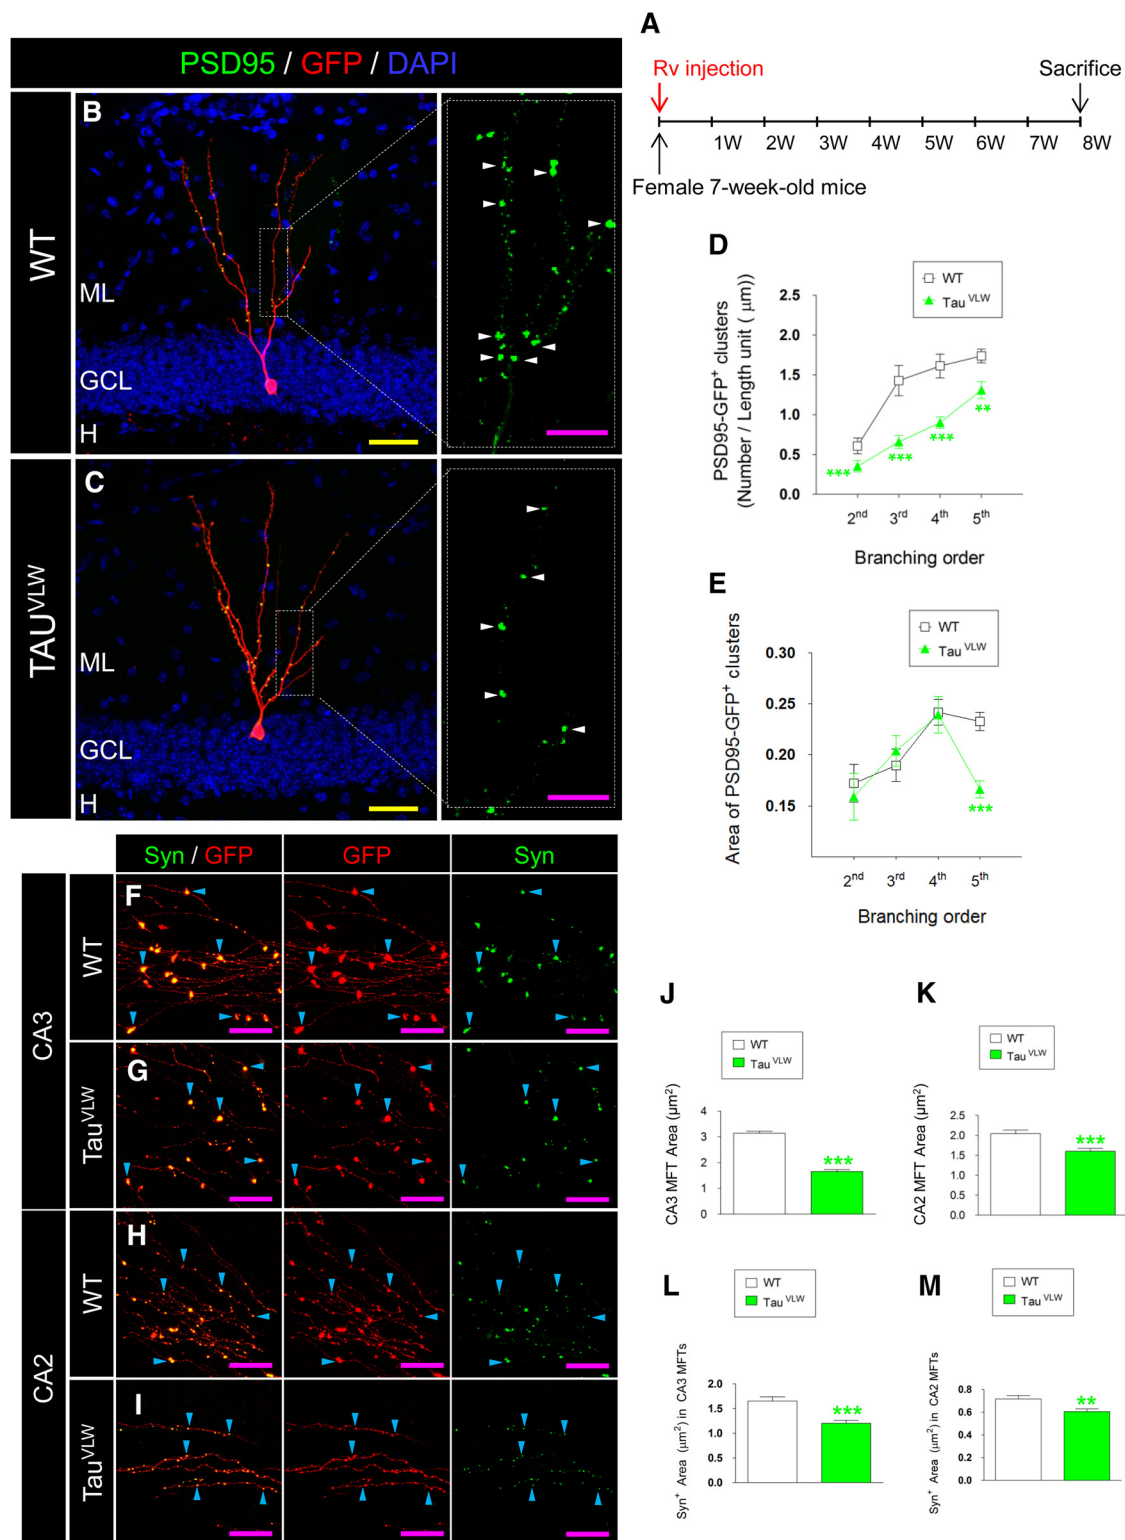 A
Rv injection
Sacrifice
1W 2W 3W 4W 5W 6W 7W 8W
Female 7-week-old mice
PSD95 / GFP / DAPI
WT
B
ML
GCL
H
TAU^VLW
C
ML
GCL
H
D
WT
Tau VLW
PSD95-GFP+ clusters
(Number / Length unit ( μm))
2.5
2.0
1.5
1.0
0.5
0.0
***
***
***
**
2nd 3rd 4th 5th
Branching order
E
WT
Tau VLW
Area of PSD95-GFP+ clusters
0.30
0.25
0.20
0.15
***
2nd 3rd 4th 5th
Branching order
Syn / GFP GFP Syn
CA3
WT
F
Tau^VLW
G
CA2
WT
H
Tau^VLW
I
J
WT
Tau VLW
CA3 MFT Area (μm²)
4
3
2
1
0
***
K
WT
Tau VLW
CA2 MFT Area (μm²)
2.5
2.0
1.5
1.0
0.5
0.0
***
L
WT
Tau VLW
Syn+ Area (μm²) in CA3 MFTs
2.0
1.5
1.0
0.5
0.0
***
M
WT
Tau VLW
Syn+ Area (μm²) in CA2 MFTs
0.8
0.6
0.4
0.2
0.0
**